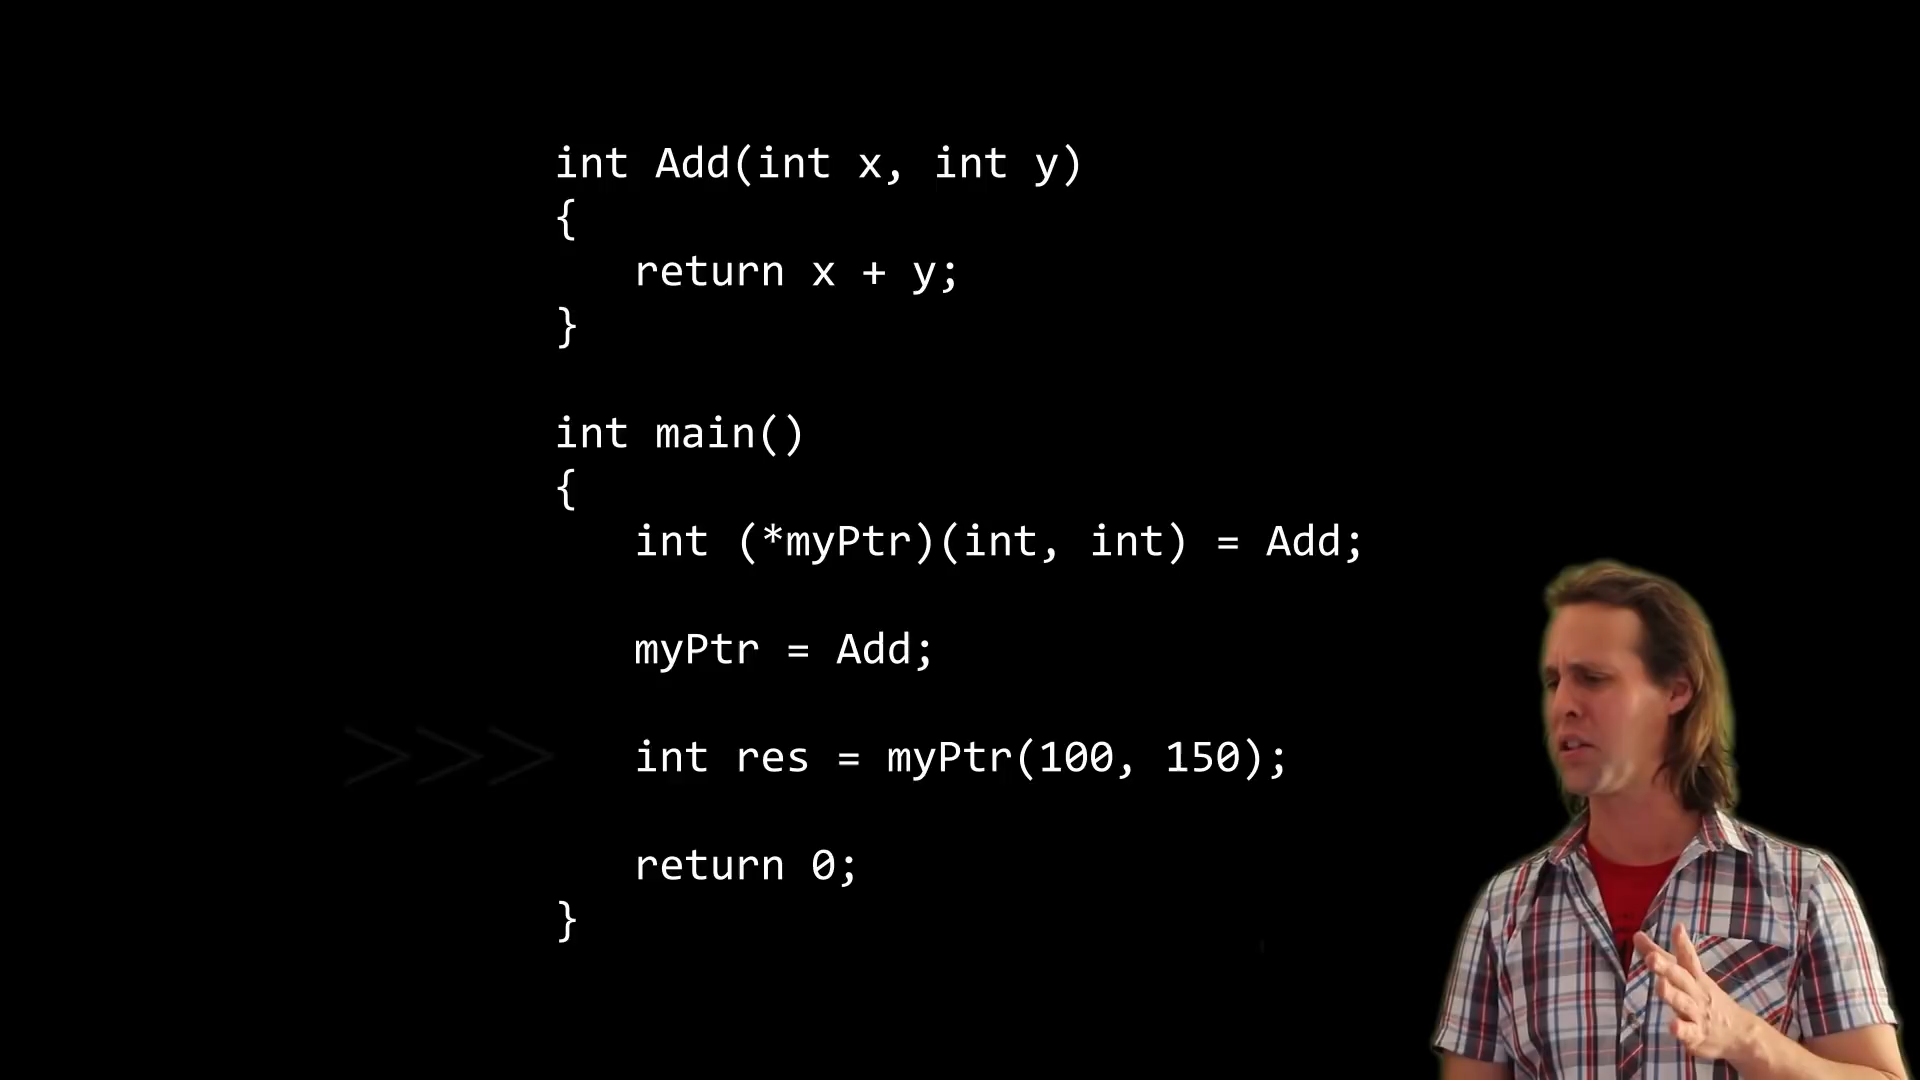 int Add(int x, int y)
{
return x + y;
}
int main()
{
int (*myPtr)(int, int) = Add;
myPtr = Add;
>>> int res = myPtr(100, 150);
return 0;
}